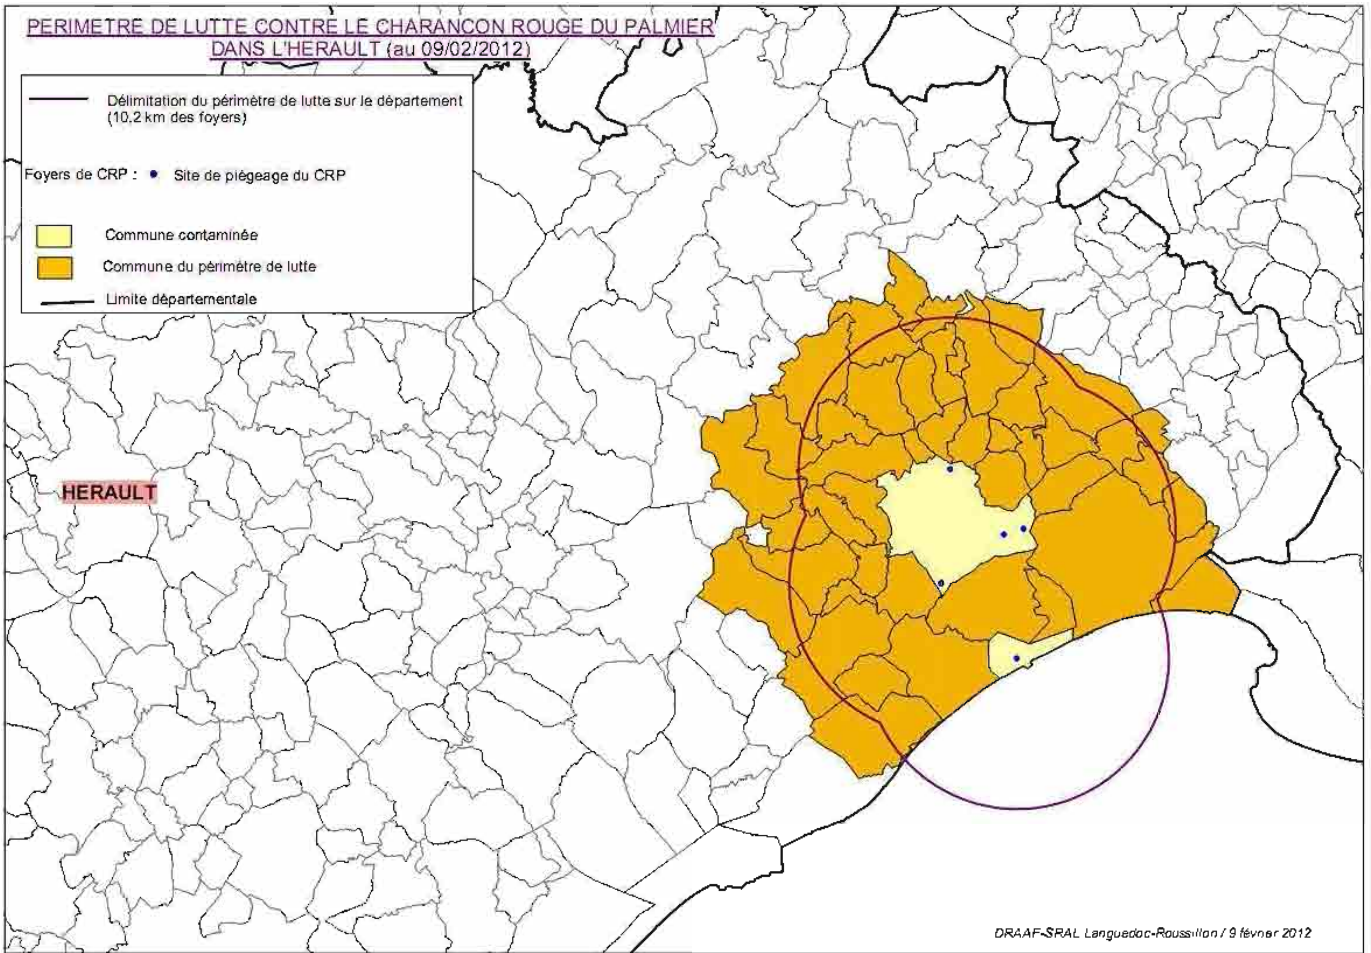 PERIMETRE DE LUTTE CONTRE LE CHARANCON ROUGE DU PALMIER
DANS L'HERAULT (au 09/02/2012)
Délimitation du périmètre de lutte sur le département
(10,2 km des foyers)
Foyers de CRP : Site de piégeage du CRP
Commune contaminée
Commune du périmètre de lutte
Limite départementale
HERAULT
DRAAF-SRAL Languedoc-Roussillon / 9 février 2012